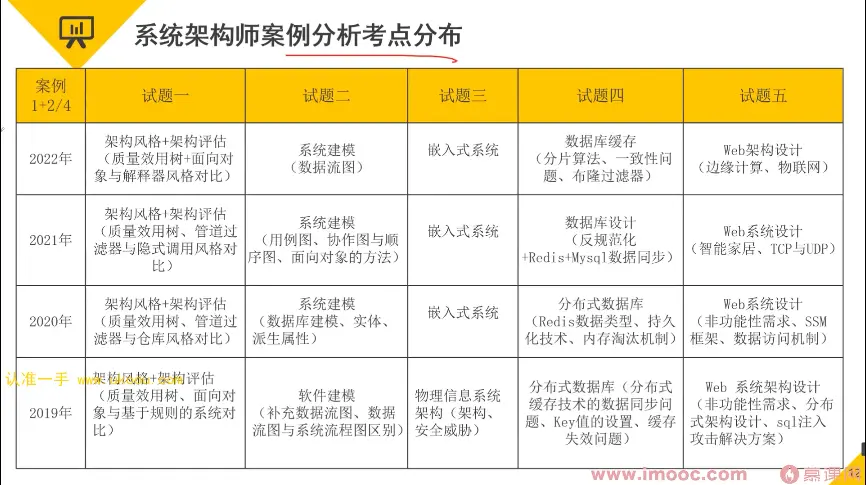 系统架构师案例分析考点分布
案例
1+2/4
试题一
试题二
试题三
试题四
试题五
2022年
架构风格+架构评估
（质量效用树+面向对
象与解释器风格对比）
系统建模
（数据流图）
嵌入式系统
数据库缓存
（分片算法、一致性问
题、布隆过滤器）
Web架构设计
（边缘计算、物联网）
2021年
架构风格+架构评估
（质量效用树、管道过
滤器与隐式调用风格对
比）
系统建模
（用例图、协作图与顺
序图、面向对象的方法）
嵌入式系统
数据库设计
（反规范化
+Redis+Mysql数据同步）
Web系统设计
（智能家居、TCP与UDP）
2020年
架构风格+架构评估
（质量效用树、管道过
滤器与仓库风格对比）
系统建模
（数据库建模、实体、
派生属性）
嵌入式系统
分布式数据库
（Redis数据类型、持久
化技术、内存淘汰机制）
Web系统设计
（非功能性需求、SSM
框架、数据访问机制）
2019年
架构风格+架构评估
（质量效用树、面向对
象与基于规则的系统对
比）
软件建模
（补充数据流图、数据
流图与系统流程图区别）
物理信息系统
架构（架构、
安全威胁）
分布式数据库（分布式
缓存技术的数据同步问
题、Key值的设置、缓存
失效问题）
Web 系统架构设计
（非功能性需求、分布
式架构设计、sql注入
攻击解决方案）
认准一手
www.imooc.com
慕课
12